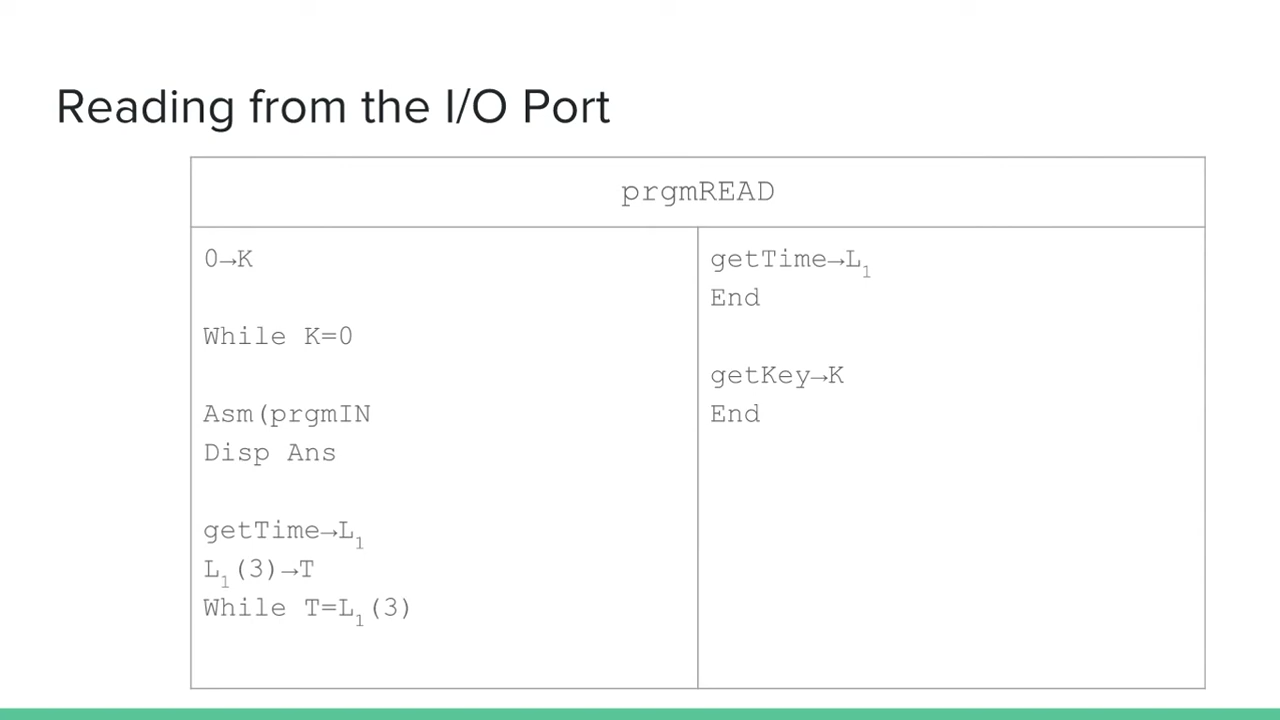 Reading from the I/O Port
prgmREAD
0→K
While K=0
Asm(prgmIN
Disp Ans
getTime→L₁
L₁(3)→T
While T=L₁(3)
getTime→L₁
End
getKey→K
End